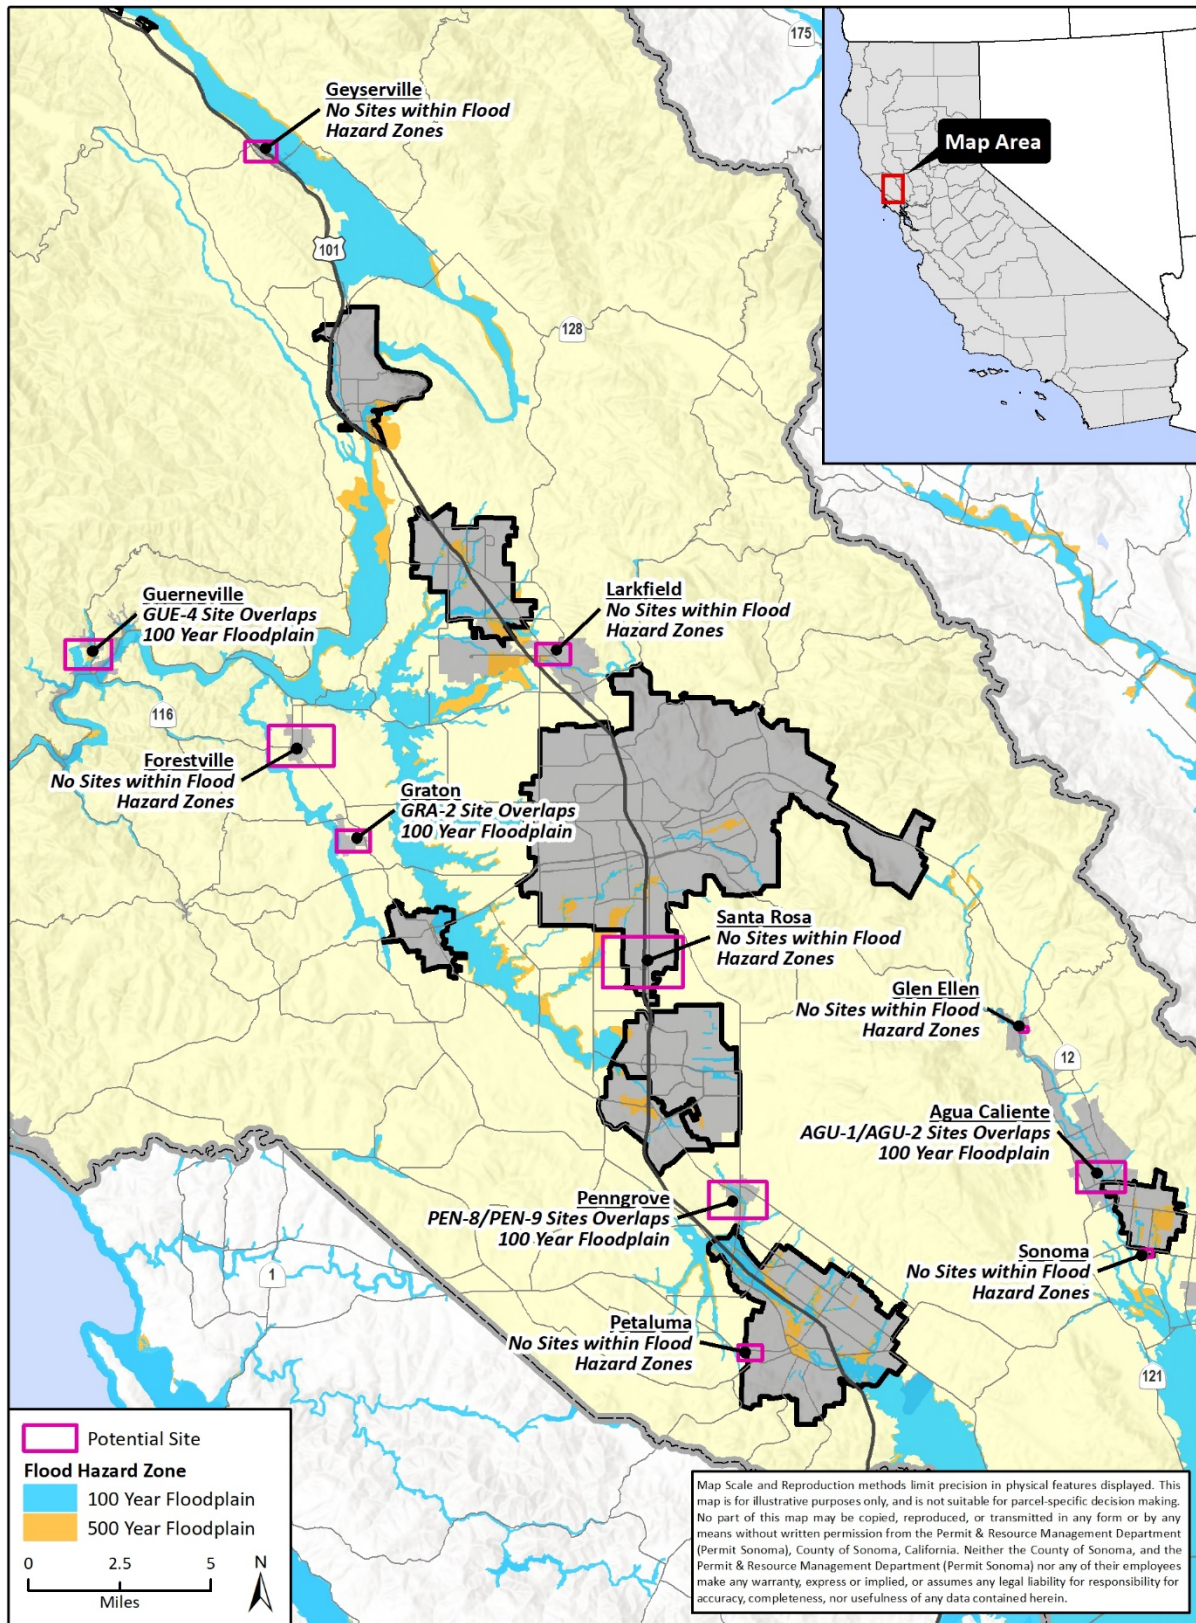 175
Geyserville
No Sites within Flood
Hazard Zones
Map Area
101
128
Guerneville
GUE-4 Site Overlaps
100 Year Floodplain
Larkfield
No Sites within Flood
Hazard Zones
116
Forestville
No Sites within Flood
Hazard Zones
Graton
GRA-2 Site Overlaps
100 Year Floodplain
Santa Rosa
No Sites within Flood
Hazard Zones
Glen Ellen
No Sites within Flood
Hazard Zones
12
Agua Caliente
AGU-1/AGU-2 Sites Overlaps
100 Year Floodplain
Penngrove
PEN-8/PEN-9 Sites Overlaps
100 Year Floodplain
Sonoma
No Sites within Flood
Hazard Zones
1
Petaluma
No Sites within Flood
Hazard Zones
121
Potential Site
Flood Hazard Zone
100 Year Floodplain
500 Year Floodplain
0 2.5 5
Miles
N
Map Scale and Reproduction methods limit precision in physical features displayed. This
map is for illustrative purposes only, and is not suitable for parcel-specific decision making.
No part of this map may be copied, reproduced, or transmitted in any form or by any
means without written permission from the Permit & Resource Management Department
(Permit Sonoma), County of Sonoma, California. Neither the County of Sonoma, and the
Permit & Resource Management Department (Permit Sonoma) nor any of their employees
make any warranty, express or implied, or assumes any legal liability for responsibility for
accuracy, completeness, nor usefulness of any data contained herein.